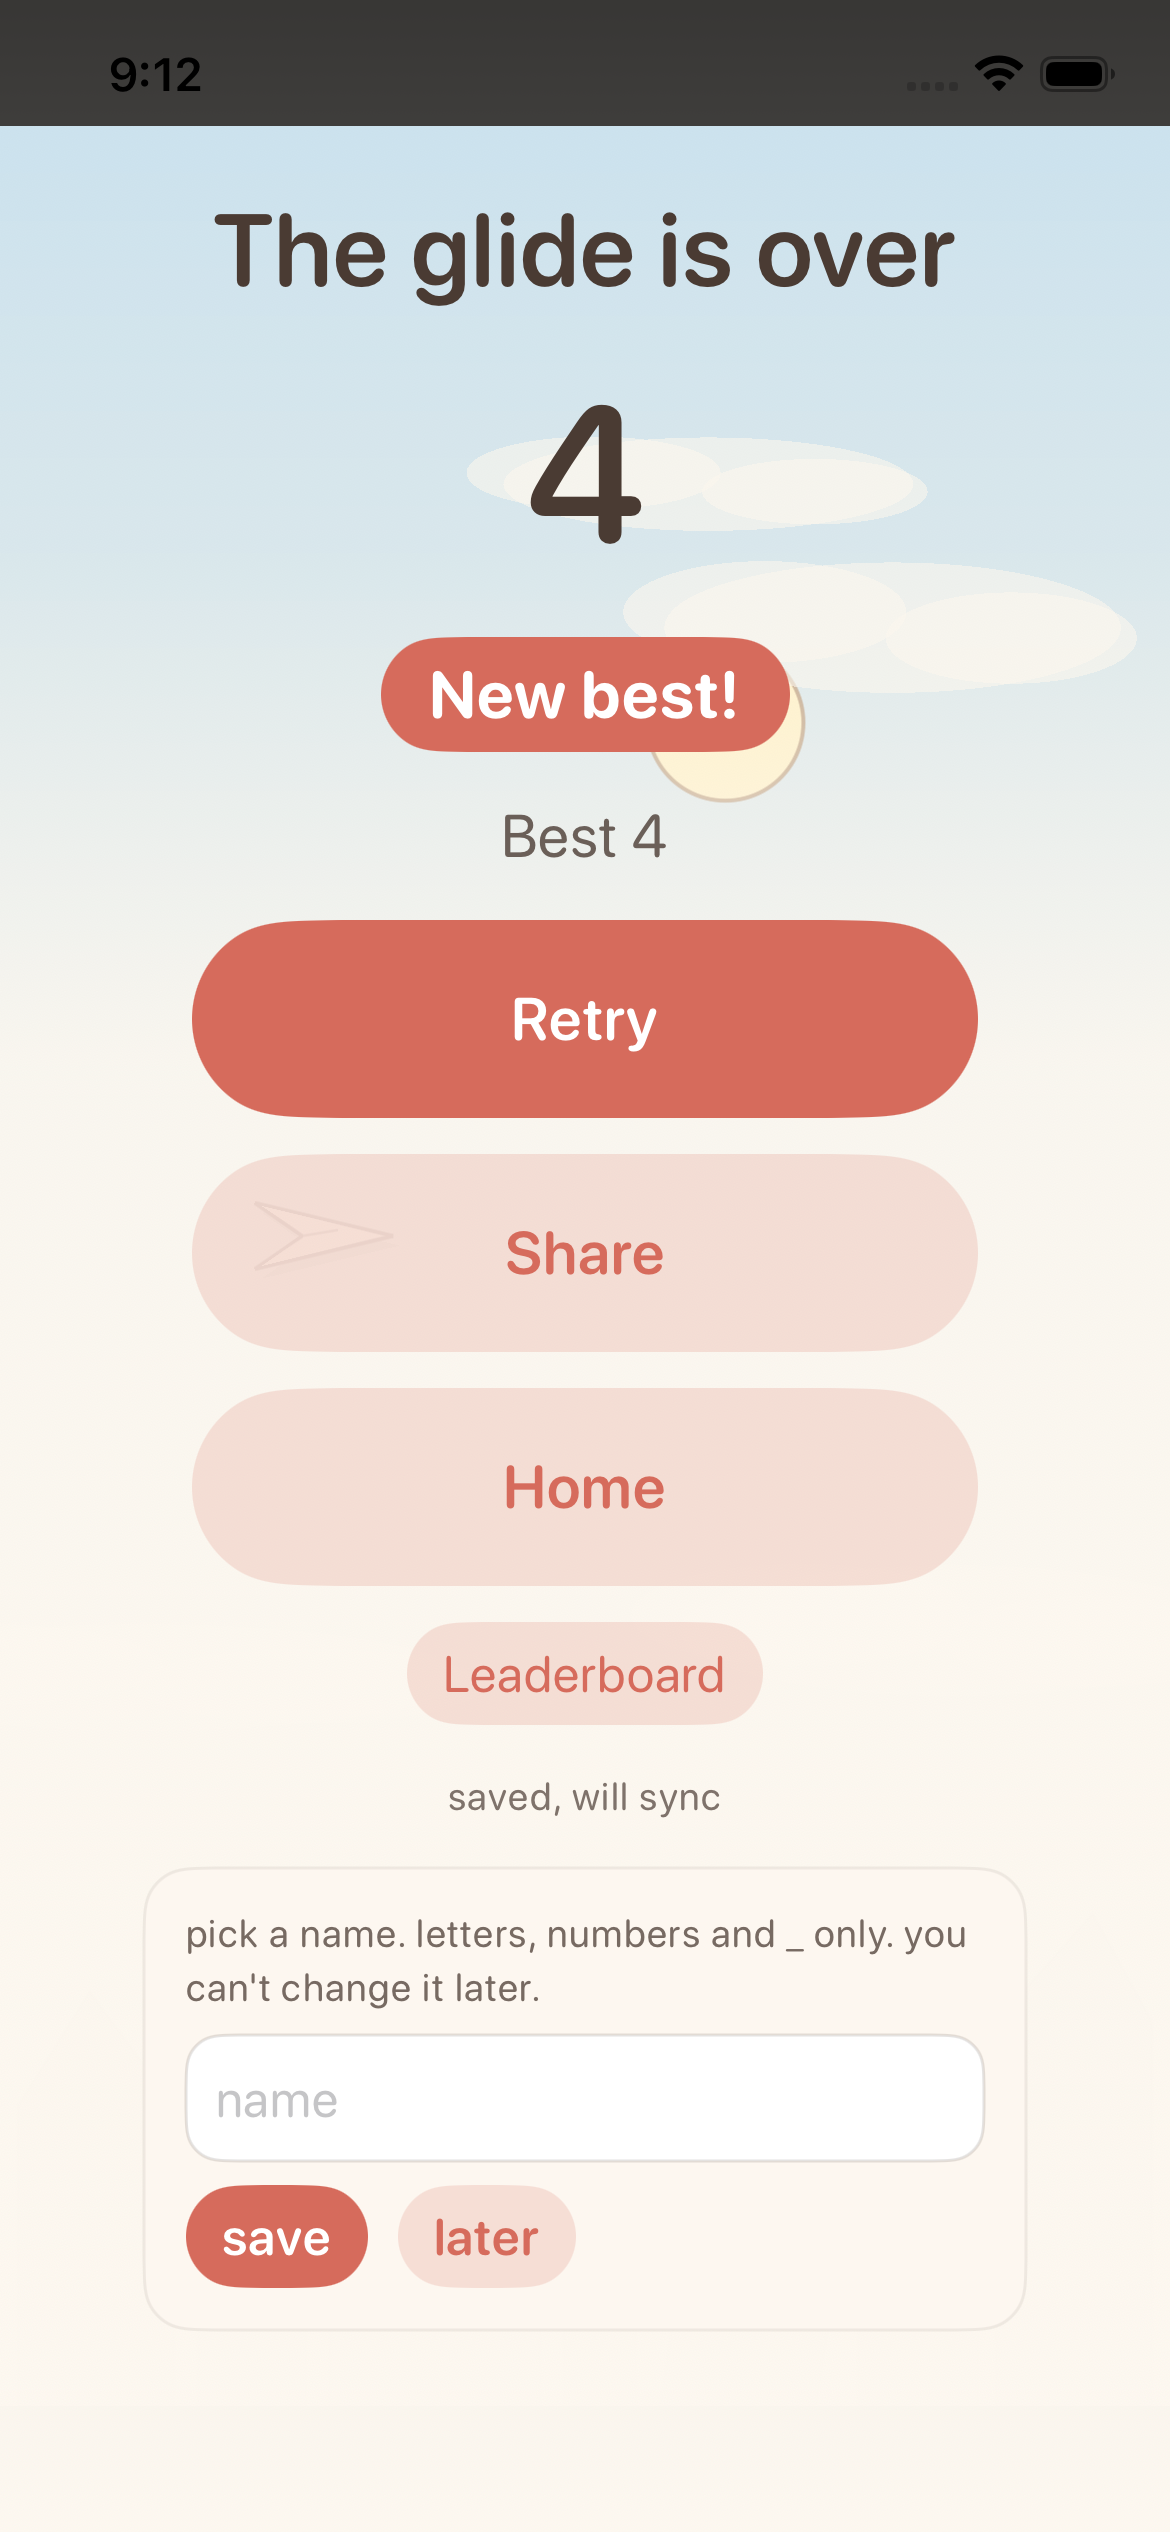 9:12
The glide is over
4
New best!
Best 4
Retry
Share
Home
Leaderboard
saved, will sync
pick a name. letters, numbers and _ only. you
can't change it later.
name
save
later